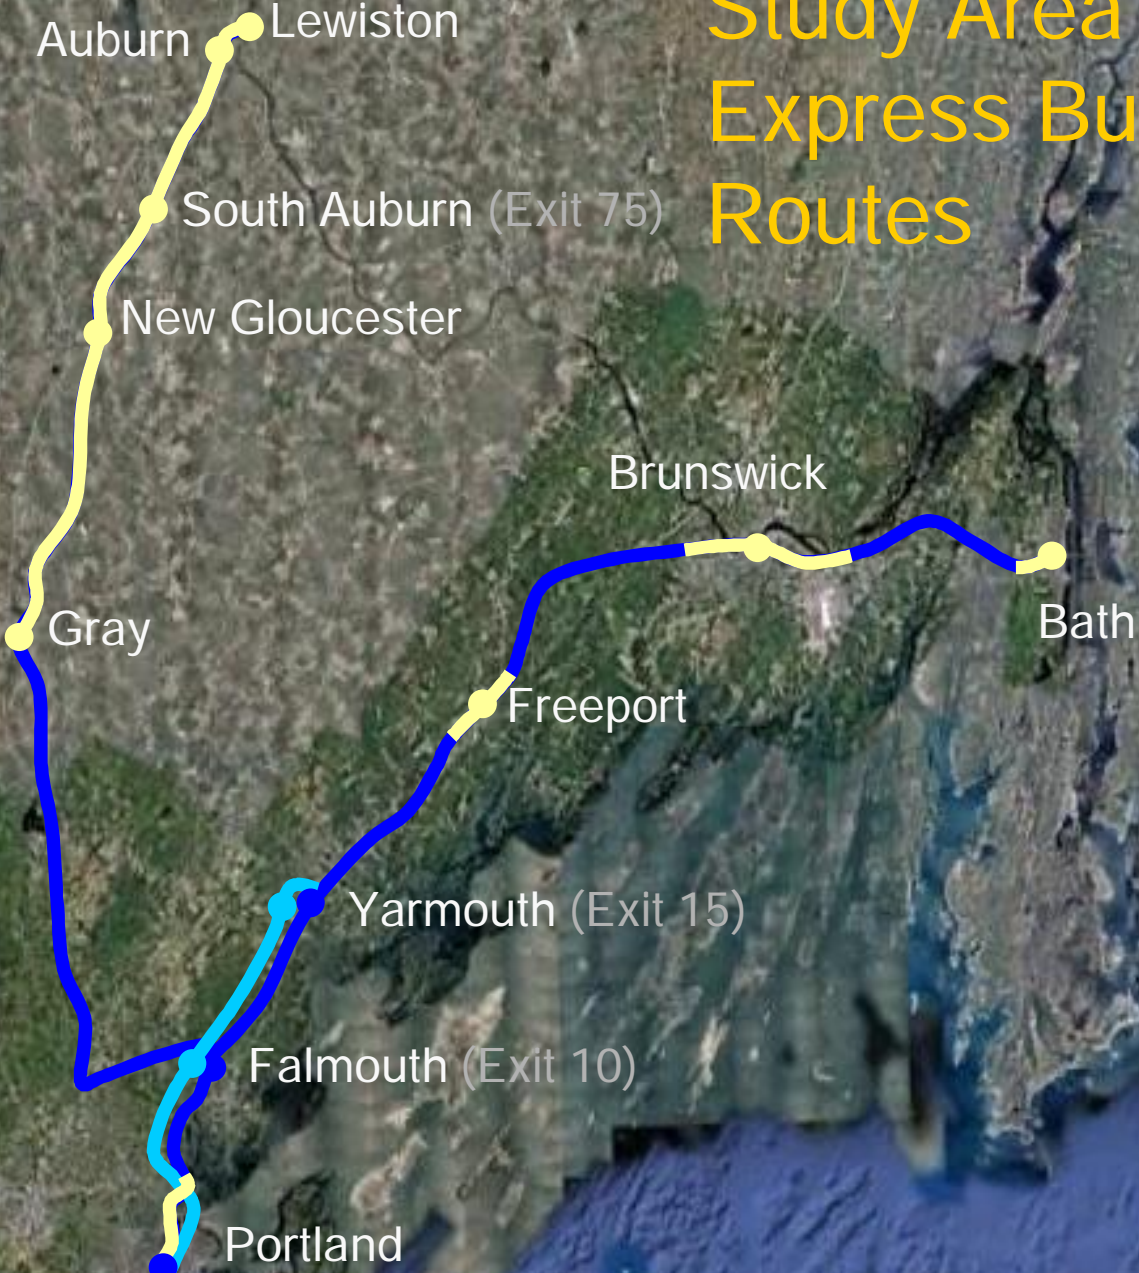 Study Area
Express Bu
Routes
Lewiston
Auburn
South Auburn (Exit 75)
New Gloucester
Brunswick
Gray
Bath
Freeport
Yarmouth (Exit 15)
Falmouth (Exit 10)
Portland